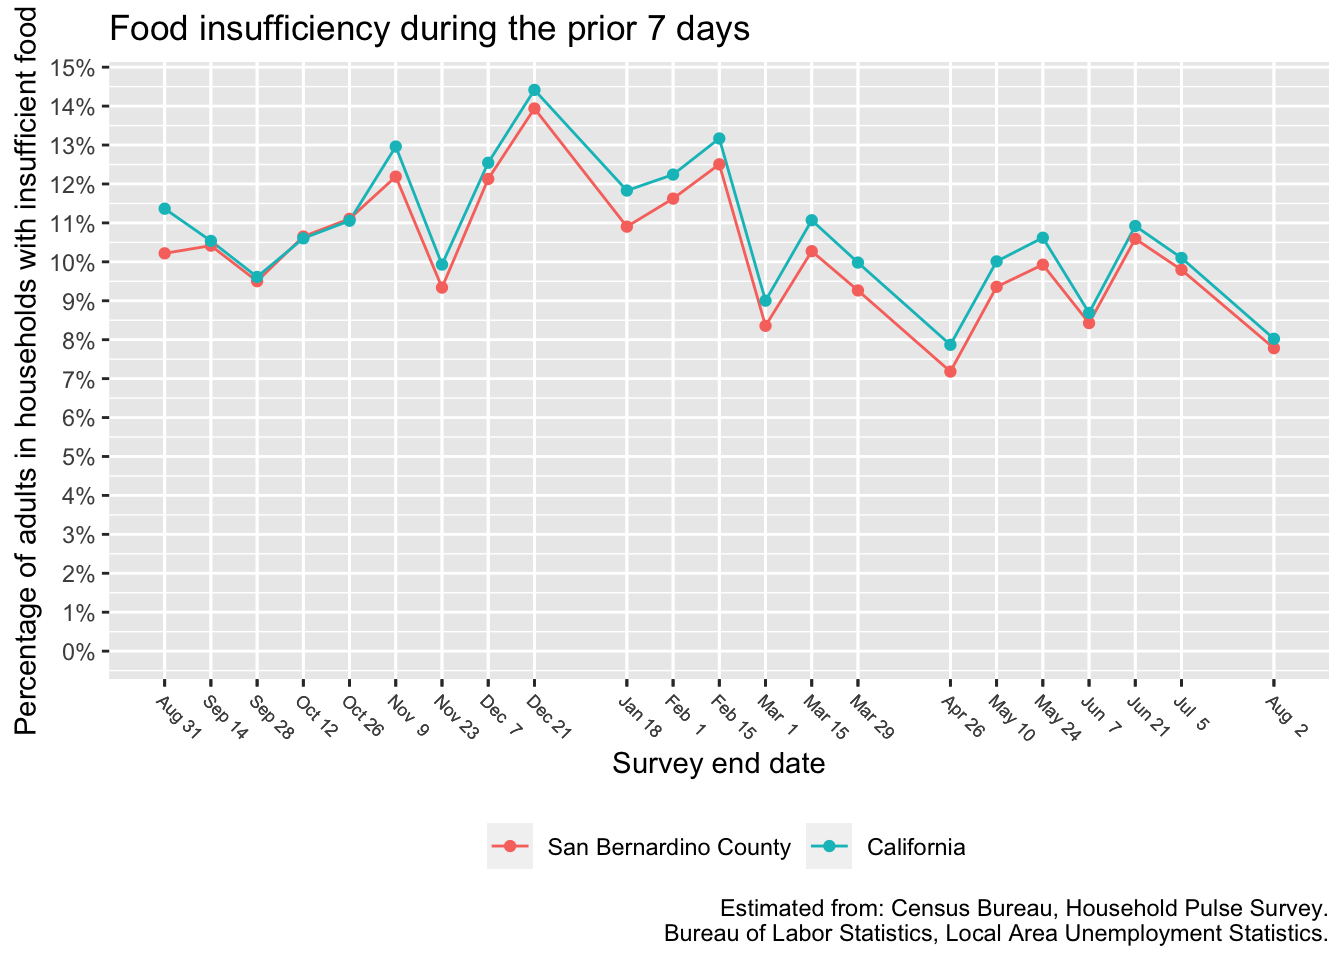 Food insufficiency during the prior 7 days
Percentage of adults in households with insufficient food
15%
14%
13%
12%
11%
10%
9%
8%
7%
6%
5%
4%
3%
2%
1%
0%
Aug 31
Sep 14
Sep 28
Oct 12
Oct 26
Nov 9
Nov 23
Dec 7
Dec 21
Jan 18
Feb 1
Feb 15
Mar 1
Mar 15
Mar 29
Apr 26
May 10
May 24
Jun 7
Jun 21
Jul 5
Aug 2
Survey end date
San Bernardino County
California
Estimated from: Census Bureau, Household Pulse Survey.
Bureau of Labor Statistics, Local Area Unemployment Statistics.